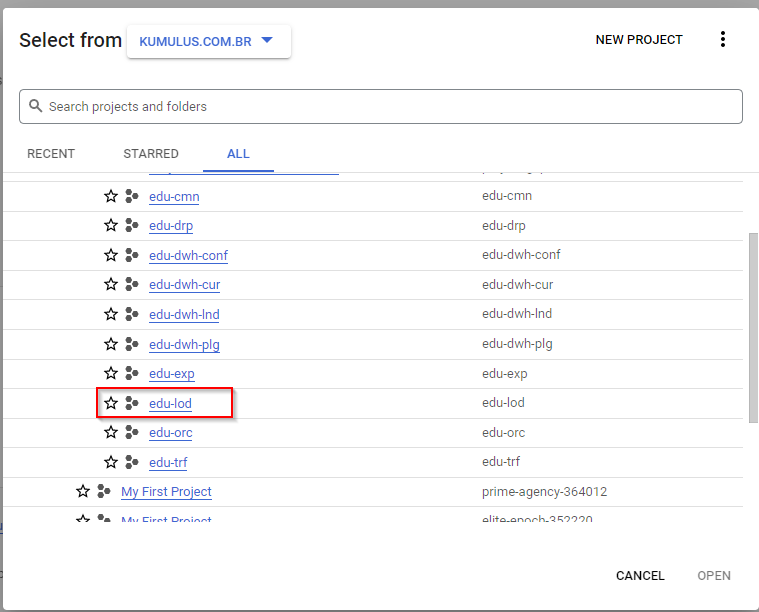 Select from KUMULUS.COM.BR NEW PROJECT
Search projects and folders
RECENT STARRED ALL
edu-cmn edu-cmn
edu-drp edu-drp
edu-dwh-conf edu-dwh-conf
edu-dwh-cur edu-dwh-cur
edu-dwh-lnd edu-dwh-lnd
edu-dwh-plg edu-dwh-plg
edu-exp edu-exp
edu-lod edu-lod
edu-orc edu-orc
edu-trf edu-trf
My First Project prime-agency-364012
My First Project elite-epoch-352220
CANCEL OPEN